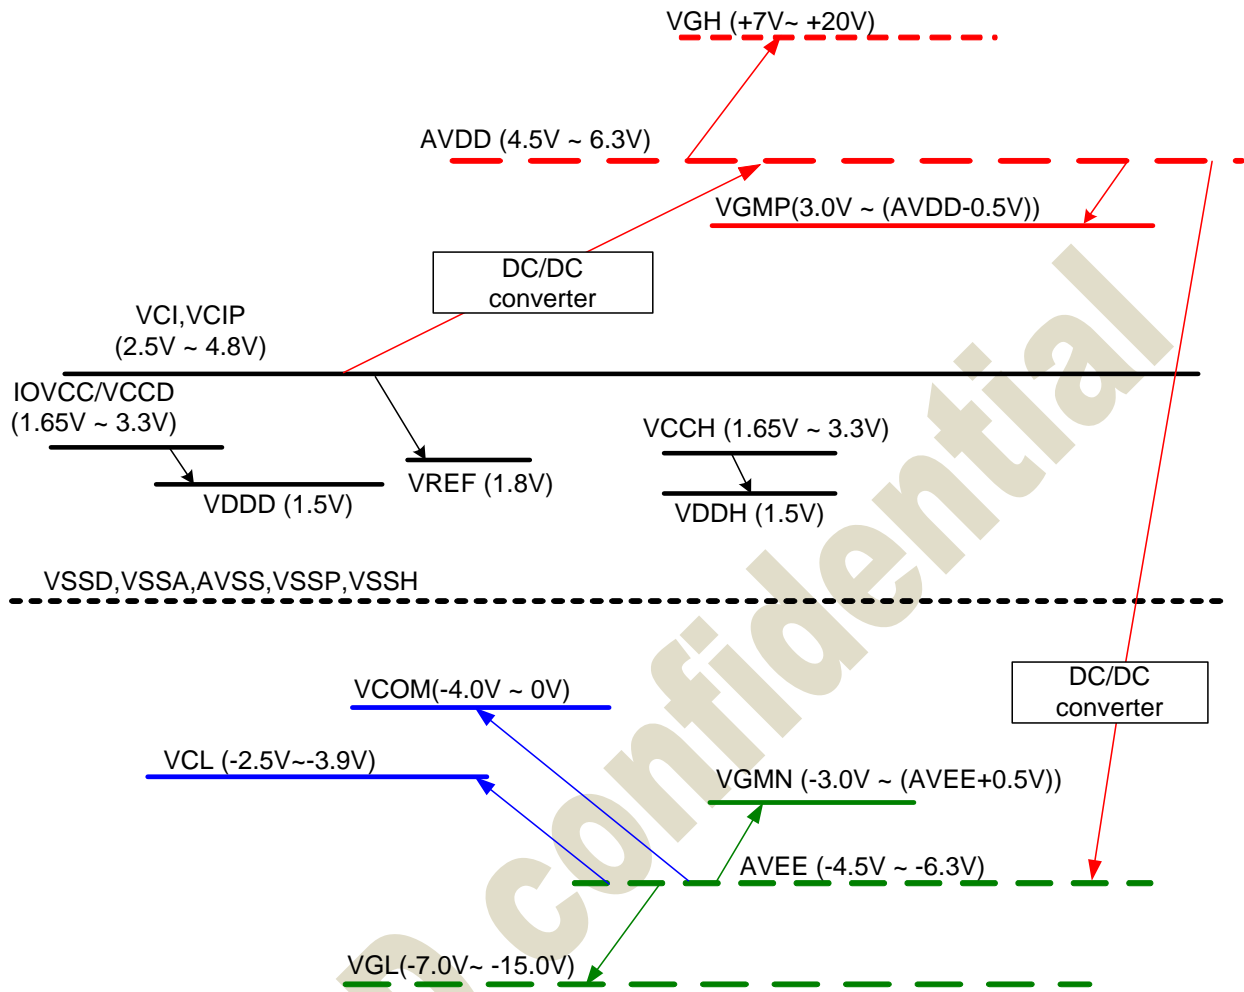 VGH (+7V~ +20V)
AVDD (4.5V ~ 6.3V)
VGMP(3.0V ~ (AVDD-0.5V))
DC/DC
converter
VCI,VCIP
(2.5V ~ 4.8V)
IOVCC/VCCD
(1.65V ~ 3.3V)
VCCH (1.65V ~ 3.3V)
VREF (1.8V)
VDDD (1.5V)
VDDH (1.5V)
VSSD,VSSA,AVSS,VSSP,VSSH
DC/DC
converter
VCOM(-4.0V ~ 0V)
VCL (-2.5V~-3.9V)
VGMN (-3.0V ~ (AVEE+0.5V))
AVEE (-4.5V ~ -6.3V)
VGL(-7.0V~ -15.0V)
confidential